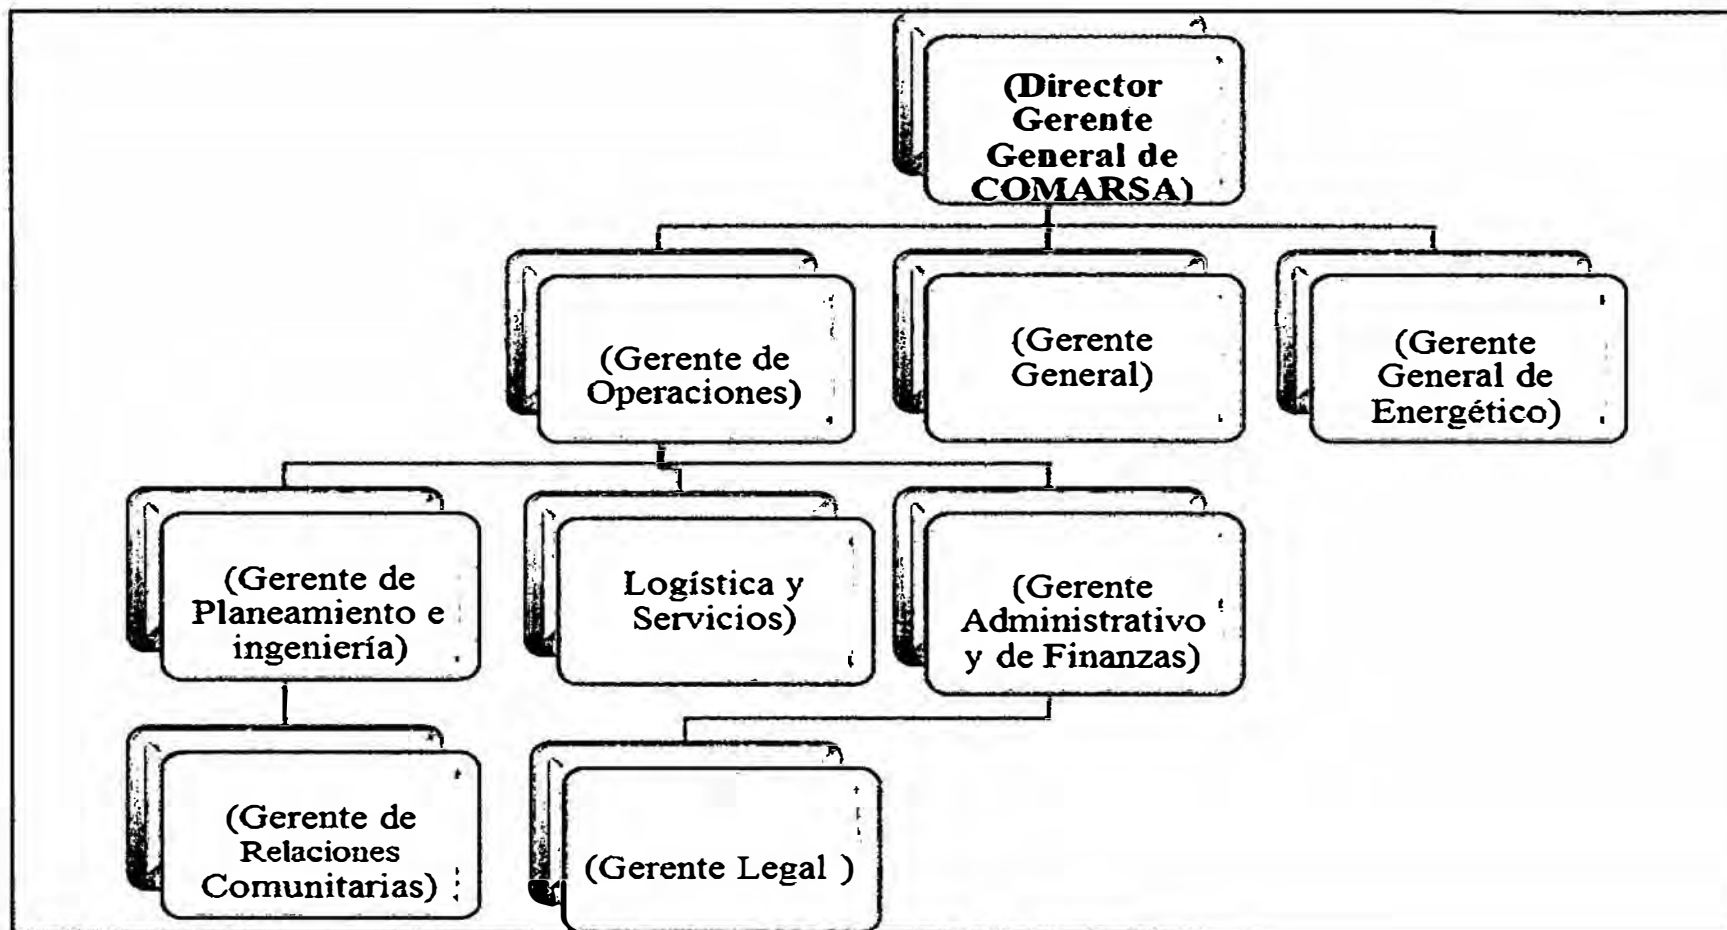 (Director
Gerente
General de
COMARSA)
(Gerente de
Operaciones)
(Gerente
General)
(Gerente
General de
Energético)
(Gerente de
Planeamiento e
ingeniería)
Logística y
Servicios)
(Gerente
Administrativo
y de Finanzas)
(Gerente de
Relaciones
Comunitarias)
(Gerente Legal )